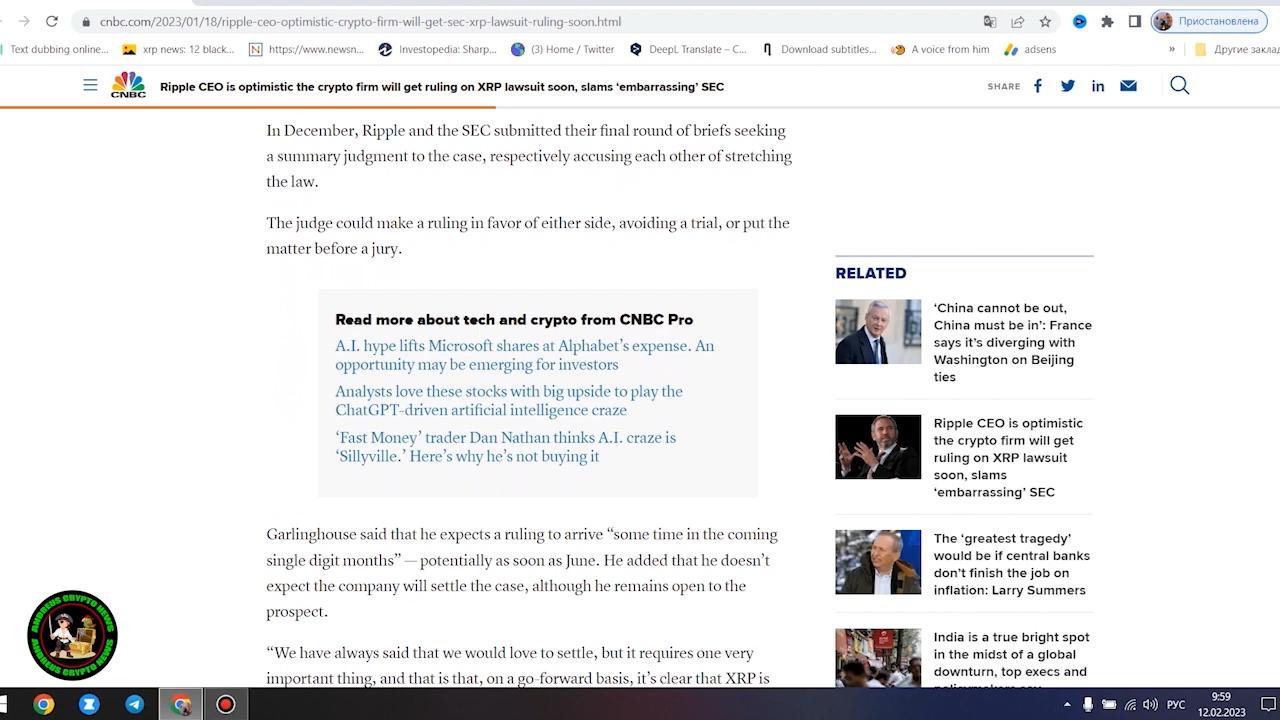 cnbc.com/2023/01/18/ripple-ceo-optimistic-crypto-firm-will-get-sec-xrp-lawsuit-ruling-soon.html
Приостановлена
Text dubbing online...
xrp news: 12 black...
https://www.newsn...
Investopedia: Sharp...
(3) Home / Twitter
DeepL Translate – C...
Download subtitles...
A voice from him
adsens
»
Другие закла
CNBC
Ripple CEO is optimistic the crypto firm will get ruling on XRP lawsuit soon, slams ‘embarrassing’ SEC
SHARE
In December, Ripple and the SEC submitted their final round of briefs seeking
a summary judgment to the case, respectively accusing each other of stretching
the law.
The judge could make a ruling in favor of either side, avoiding a trial, or put the
matter before a jury.
Read more about tech and crypto from CNBC Pro
A.I. hype lifts Microsoft shares at Alphabet’s expense. An
opportunity may be emerging for investors
Analysts love these stocks with big upside to play the
ChatGPT-driven artificial intelligence craze
‘Fast Money’ trader Dan Nathan thinks A.I. craze is
‘Sillyville.’ Here’s why he’s not buying it
Garlinghouse said that he expects a ruling to arrive “some time in the coming
single digit months” — potentially as soon as June. He added that he doesn’t
expect the company will settle the case, although he remains open to the
prospect.
“We have always said that we would love to settle, but it requires one very
important thing, and that is that, on a go-forward basis, it’s clear that XRP is
RELATED
‘China cannot be out,
China must be in’: France
says it’s diverging with
Washington on Beijing
ties
Ripple CEO is optimistic
the crypto firm will get
ruling on XRP lawsuit
soon, slams
‘embarrassing’ SEC
The ‘greatest tragedy’
would be if central banks
don’t finish the job on
inflation: Larry Summers
India is a true bright spot
in the midst of a global
downturn, top execs and
policymakers say
ANDREUS CRYPTO NEWS
ANDREUS CRYPTO NEWS
РУС
9:59
12.02.2023